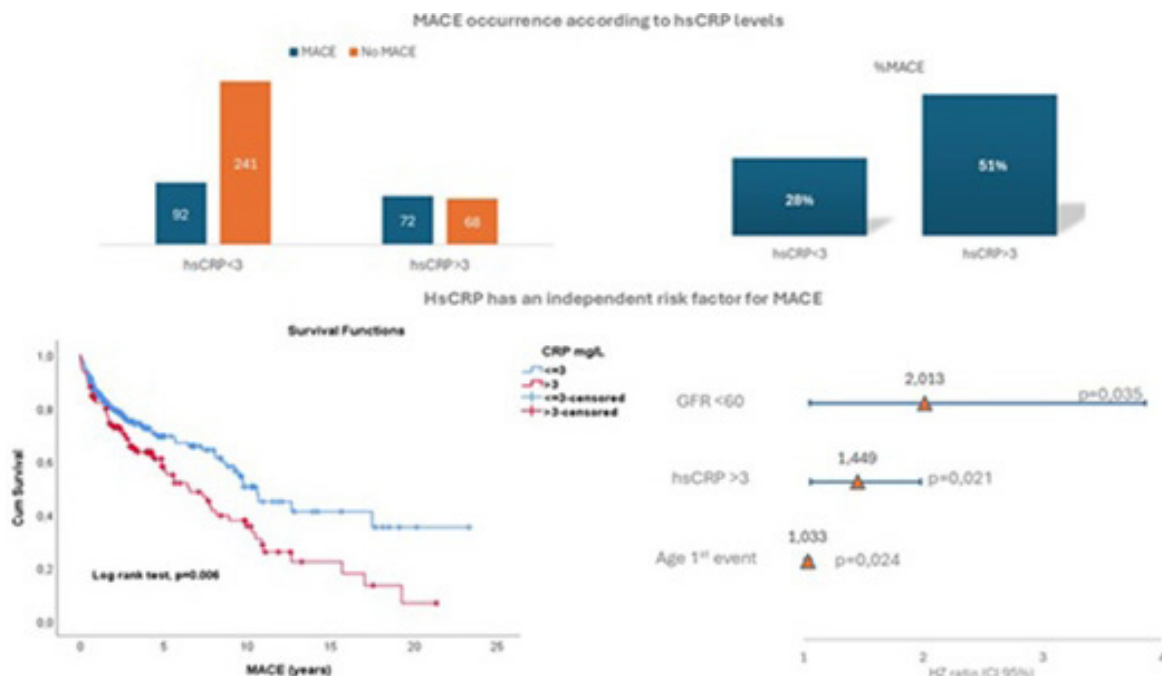 MACE occurrence according to hsCRP levels
MACE No MACE
%MACE
92
241
72
68
hsCRP<3
hsCRP>3
28%
51%
hsCRP<3
hsCRP>3
HsCRP has an independent risk factor for MACE
Survival Functions
CRP mg/L
<=3
>3
<=3-censored
>3-censored
Cum Survival
1,0
0,8
0,6
0,4
0,2
0,0
Log rank test, p=0.006
0 5 10 15 20 25
MACE (years)
GFR <60
2,013
p=0,035
hsCRP >3
1,449
p=0,021
Age 1st event
1,033
p=0,024
1 2 3 4
HZ ratio (CI 95%)